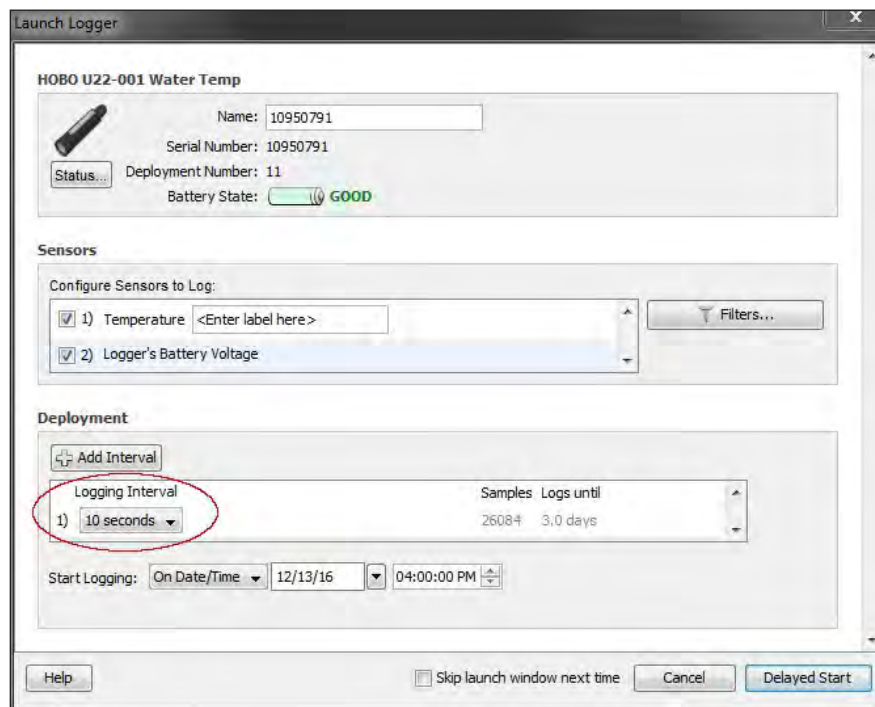 Launch Logger
X
HOBO U22-001 Water Temp
Name: 10950791
Serial Number: 10950791
Status...
Deployment Number: 11
Battery State: GOOD
Sensors
Configure Sensors to Log:
1) Temperature <Enter label here>
Filters...
2) Logger's Battery Voltage
Deployment
Add Interval
Logging Interval Samples Logs until
1) 10 seconds 26084 3.0 days
Start Logging: On Date/Time 12/13/16 04:00:00 PM
Help Skip launch window next time Cancel Delayed Start